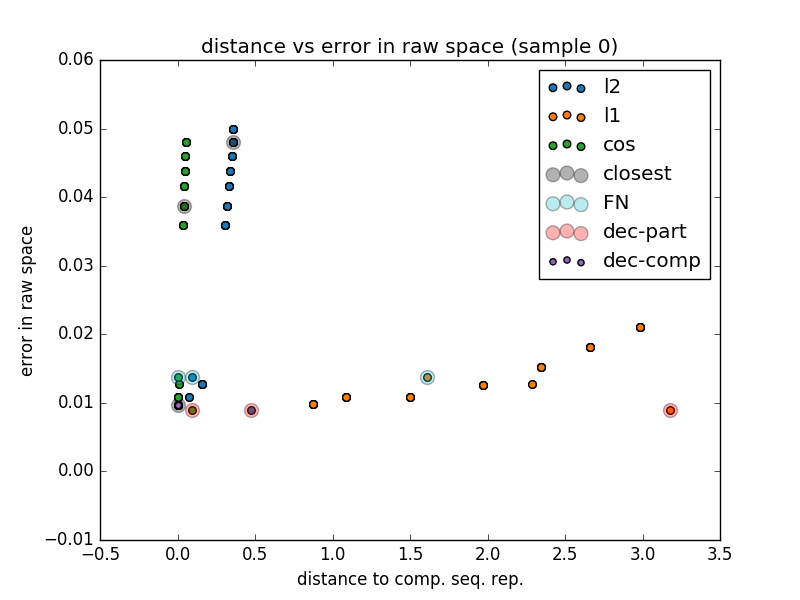 distance vs error in raw space (sample 0)
0.06
0.05
0.04
0.03
0.02
0.01
0.00
−0.01
error in raw space
l2
l1
cos
closest
FN
dec-part
dec-comp
−0.5 0.0 0.5 1.0 1.5 2.0 2.5 3.0 3.5
distance to comp. seq. rep.